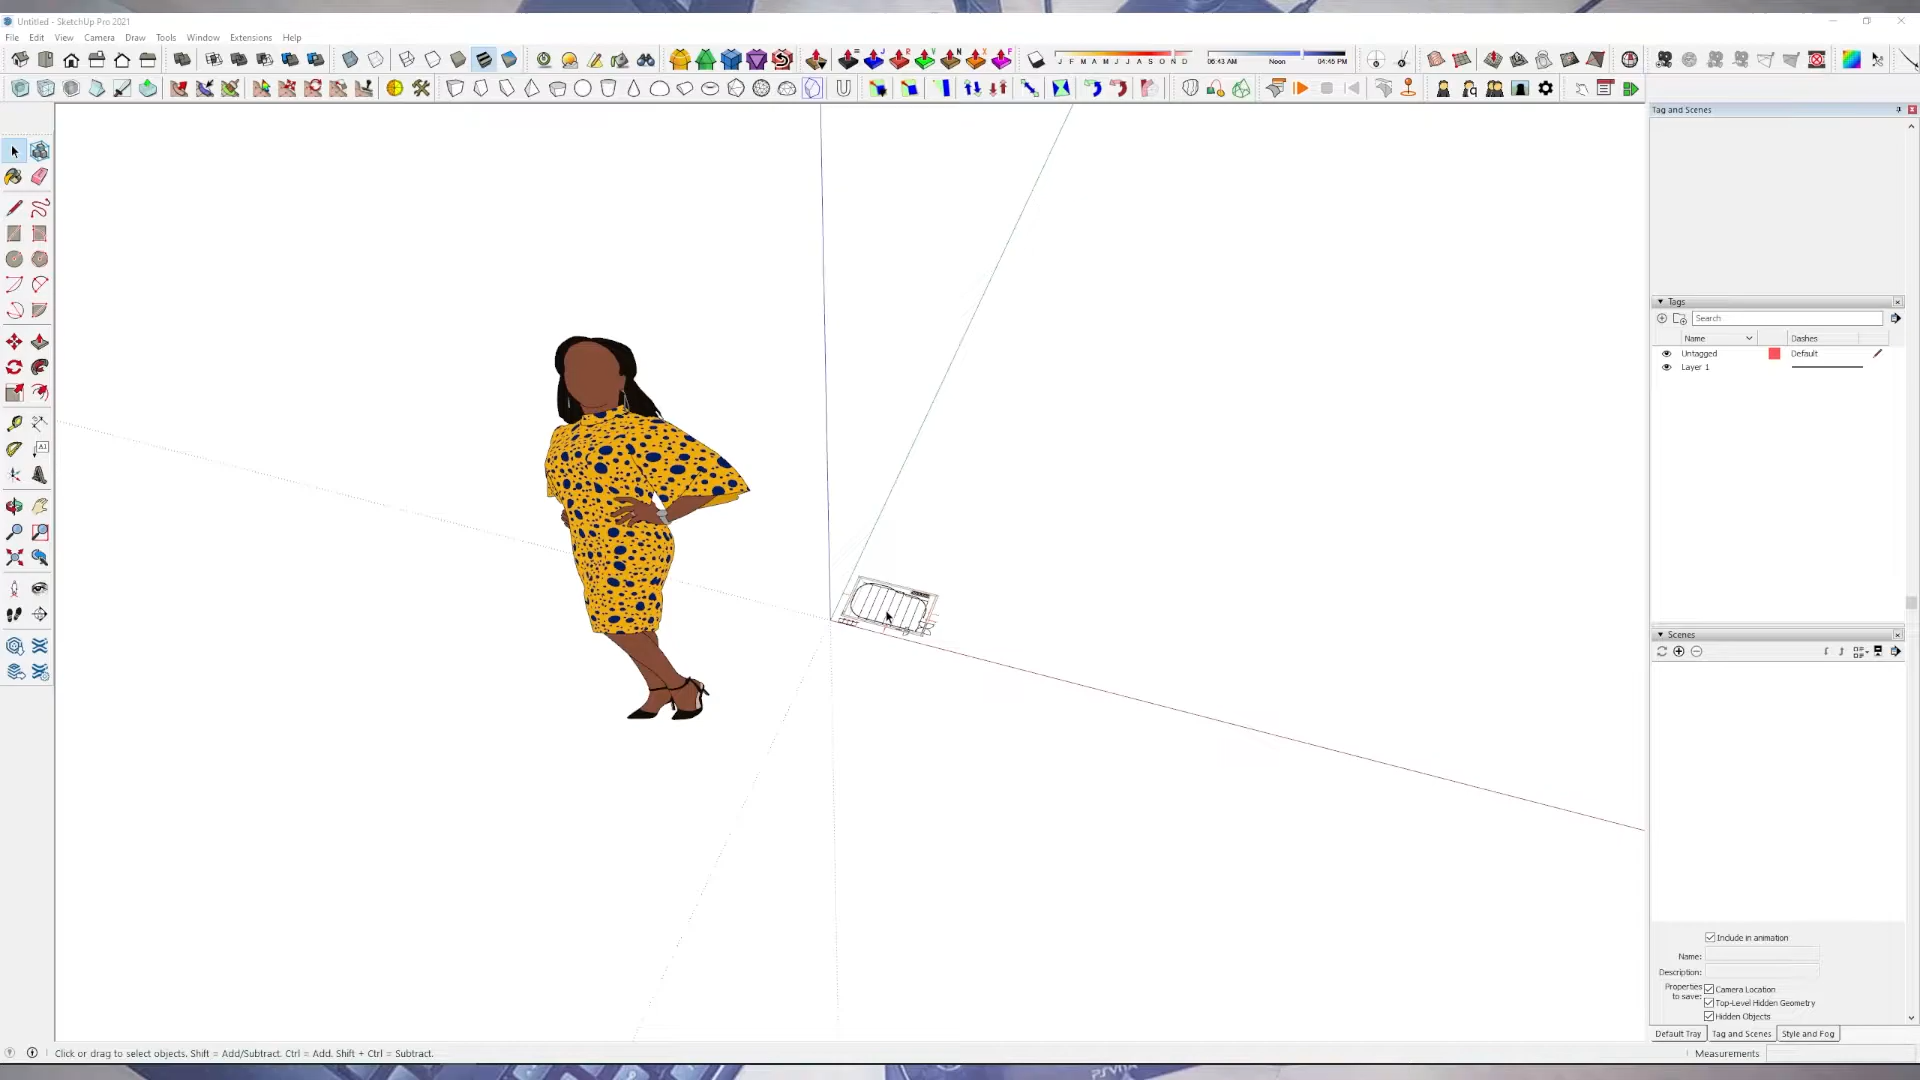 Untitled - SketchUp Pro 2021
File Edit View Camera Draw Tools Window Extensions Help
J F M A M J J A S O N D
06:43 AM Noon 04:45 PM
Tag and Scenes
Tags
Search
Name Dashes
Untagged Default
Layer 1
Scenes
Include in animation
Name:
Description:
Properties to save:
Camera Location
Top-Level Hidden Geometry
Hidden Objects
Default Tray Tag and Scenes Style and Fog
Click or drag to select objects. Shift = Add/Subtract. Ctrl = Add. Shift + Ctrl = Subtract.
Measurements
PSVITA